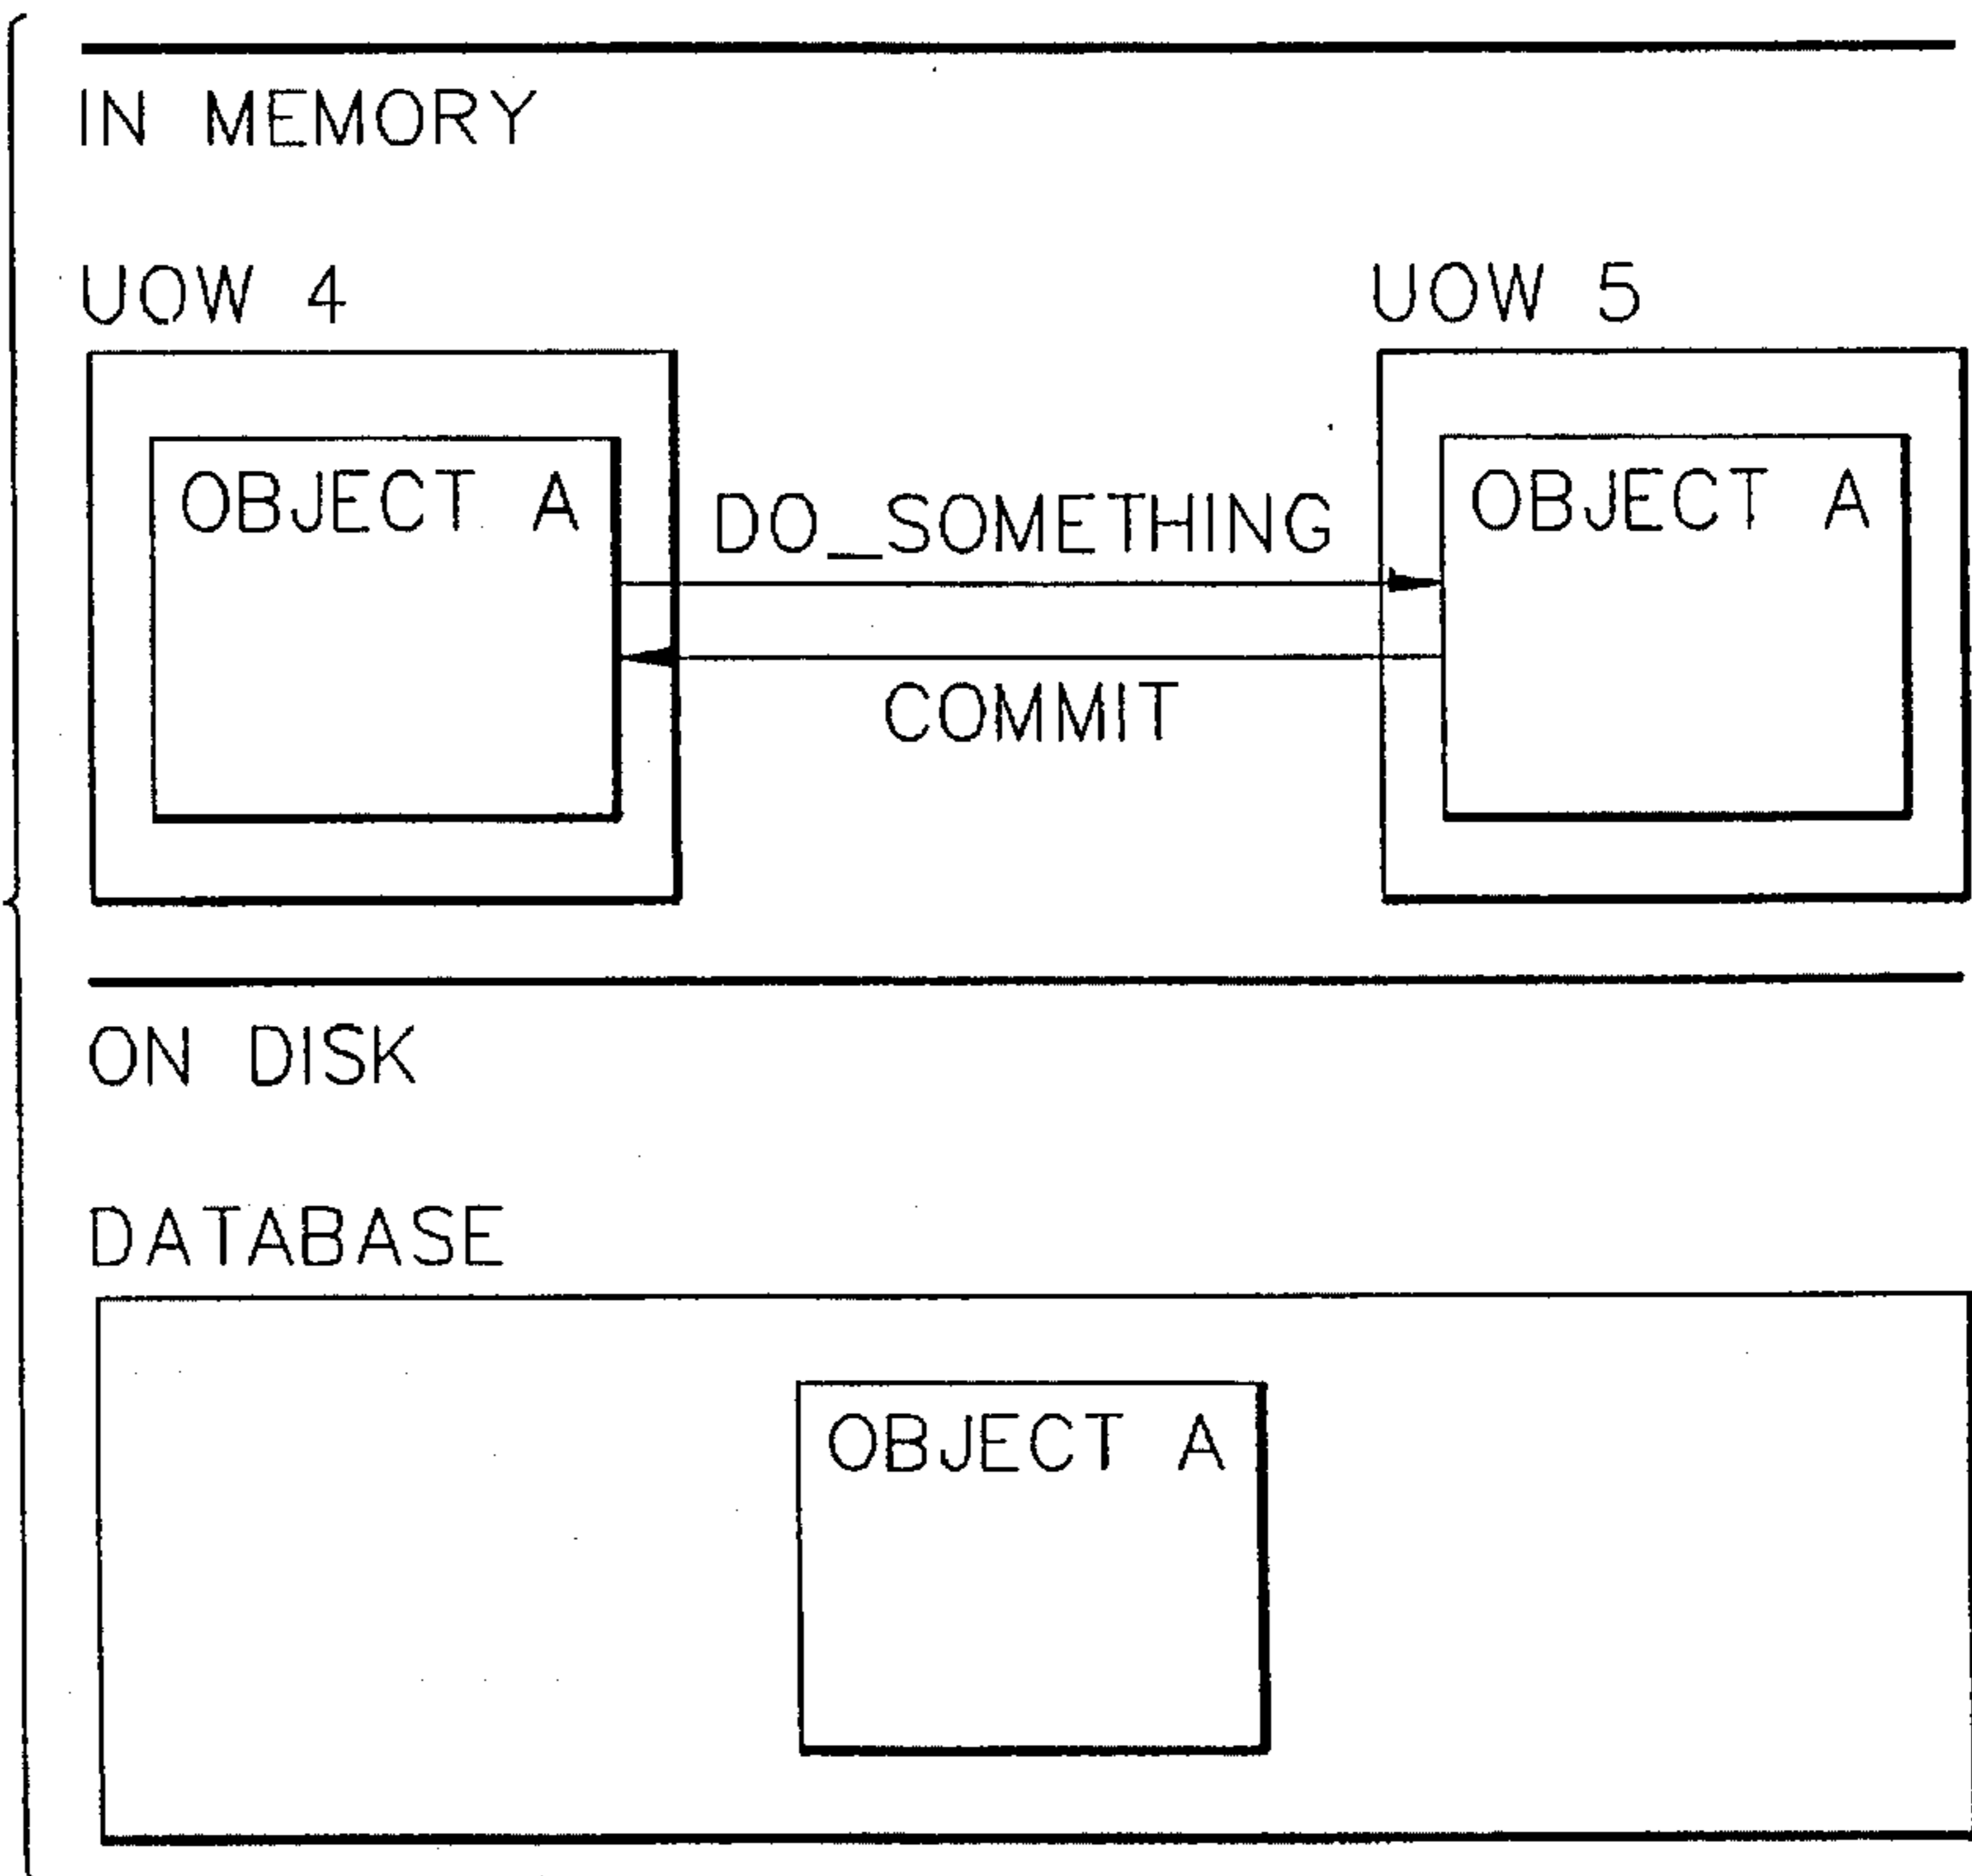 IN MEMORY
UOW 4
UOW 5
OBJECT A
DO_SOMETHING
OBJECT A
COMMIT
ON DISK
DATABASE
OBJECT A